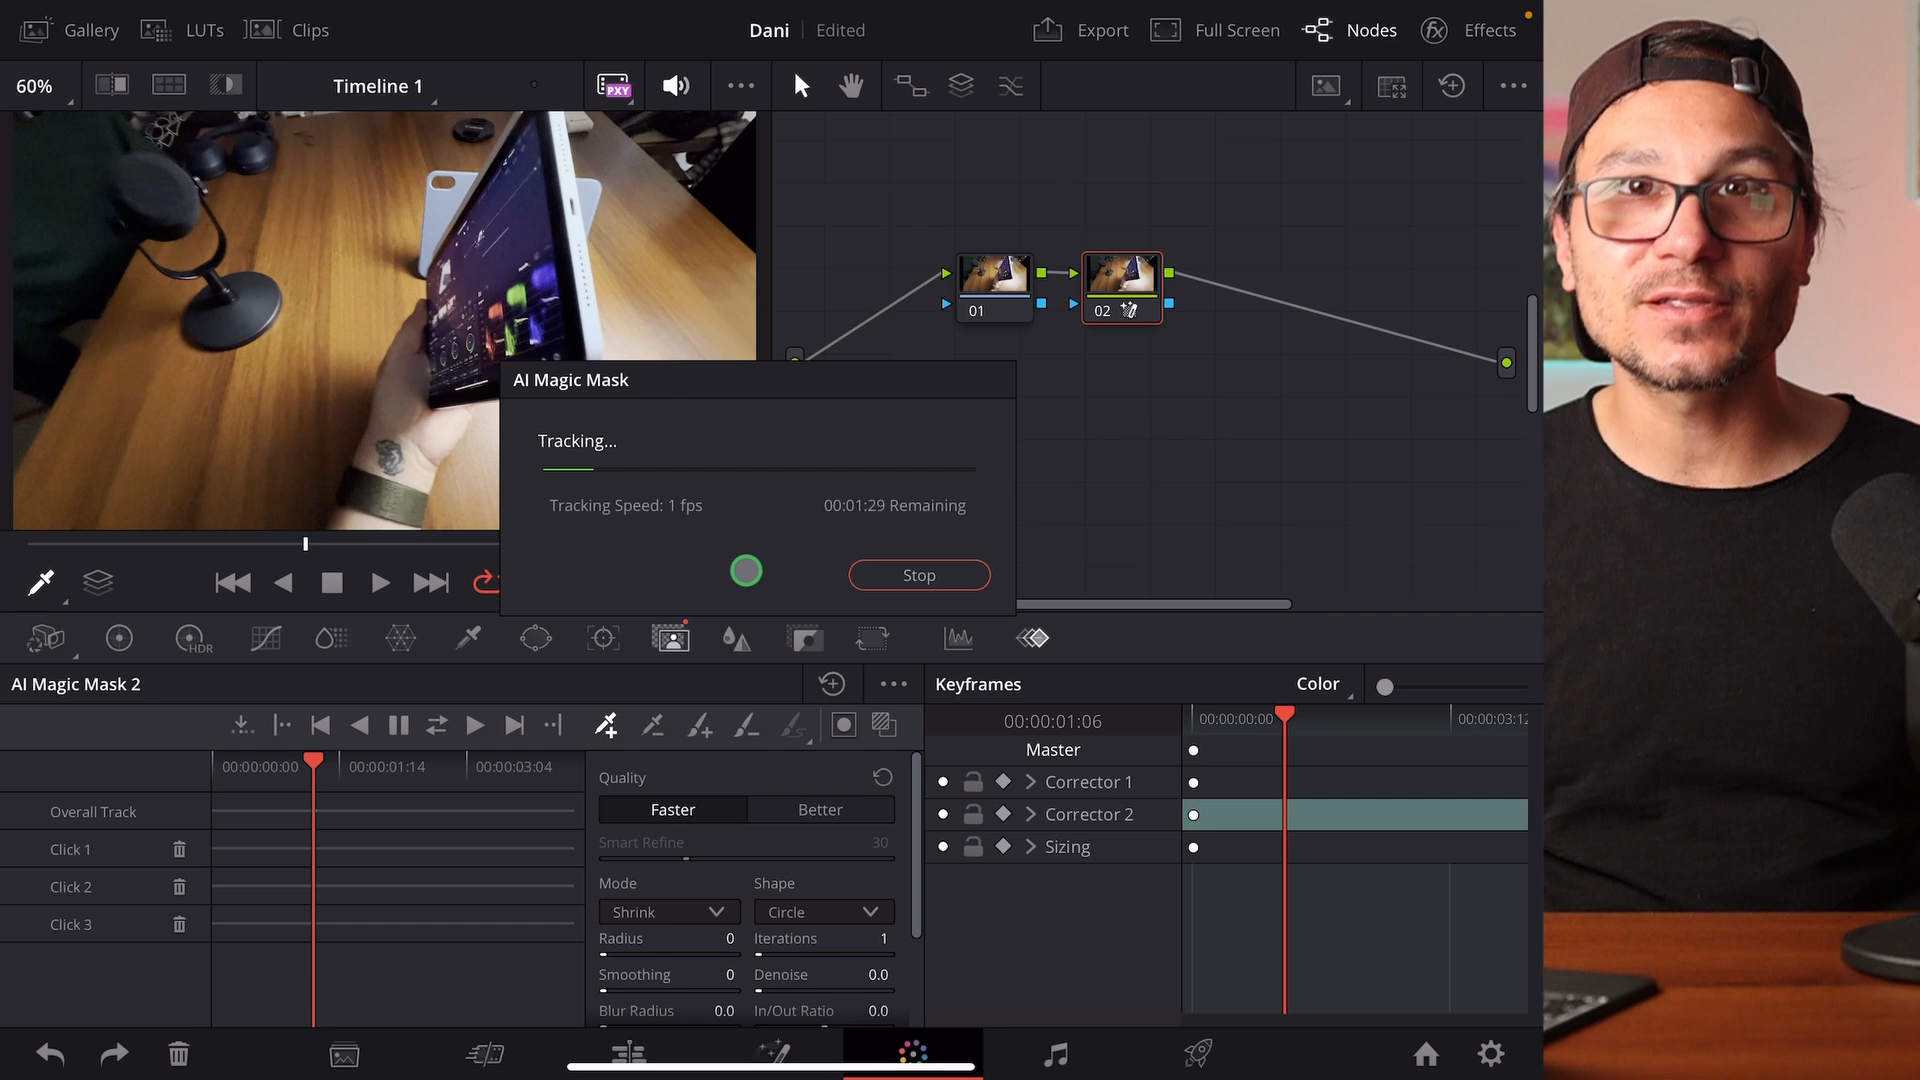 Gallery LUTs Clips Dani Edited Export Full Screen Nodes Effects
60% Timeline 1 PXY
01 02
AI Magic Mask
Tracking...
Tracking Speed: 1 fps 00:01:29 Remaining
Stop
HDR
AI Magic Mask 2 Keyframes Color
00:00:01:06 00:00:00:00 00:00:03:12
00:00:00:00 00:00:01:14 00:00:03:04
Master
Overall Track
Click 1
Click 2
Click 3
Quality
Faster Better
Smart Refine 30
Mode Shape
Shrink Circle
Radius 0 Iterations 1
Smoothing 0 Denoise 0.0
Blur Radius 0.0 In/Out Ratio 0.0
Corrector 1
Corrector 2
Sizing